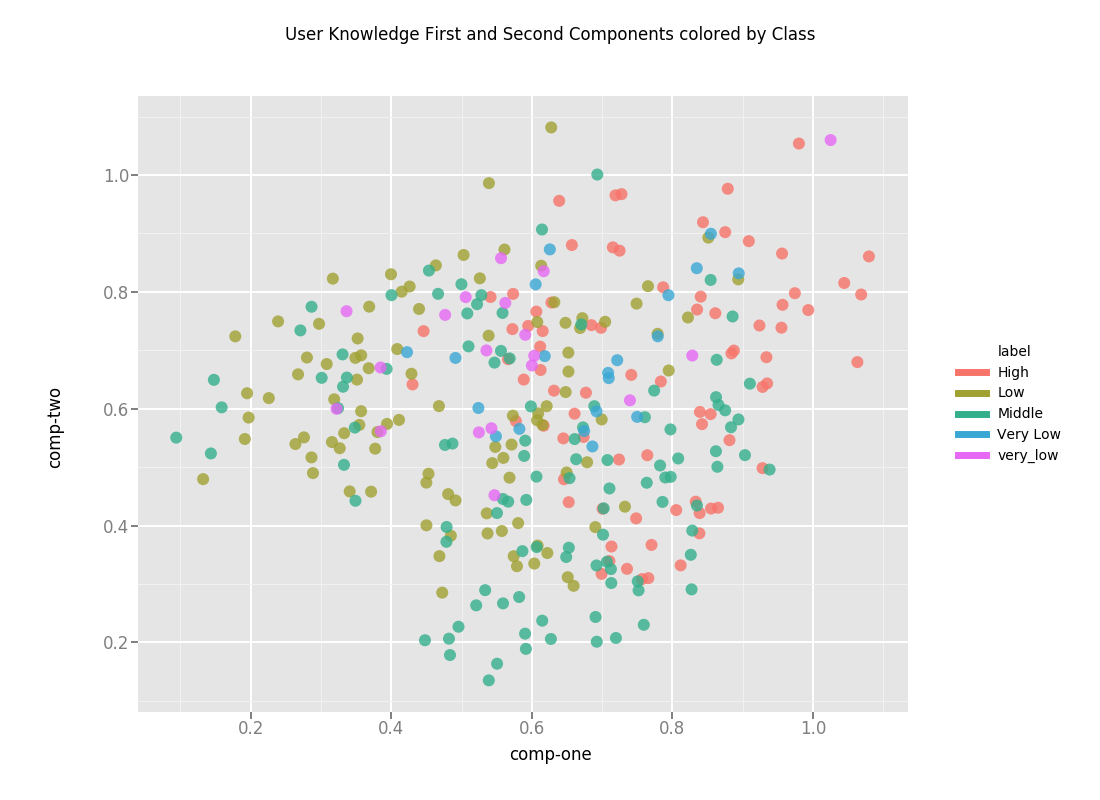 User Knowledge First and Second Components colored by Class
comp-two
1.0
0.8
0.6
0.4
0.2
0.2 0.4 0.6 0.8 1.0
comp-one
label
High
Low
Middle
Very Low
very_low